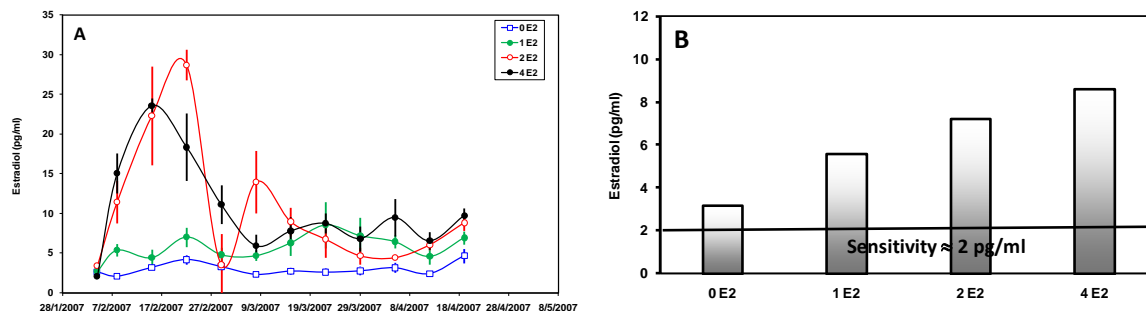 A
35
30
25
20
15
10
5
0
Estradiol (pg/ml)
28/1/2007 7/2/2007 17/2/2007 27/2/2007 9/3/2007 19/3/2007 29/3/2007 8/4/2007 18/4/2007 28/4/2007 8/5/2007
0 E2
1 E2
2 E2
4 E2
B
12
10
8
6
4
2
0
Estradiol (pg/ml)
Sensitivity ≈ 2 pg/ml
0 E2 1 E2 2 E2 4 E2